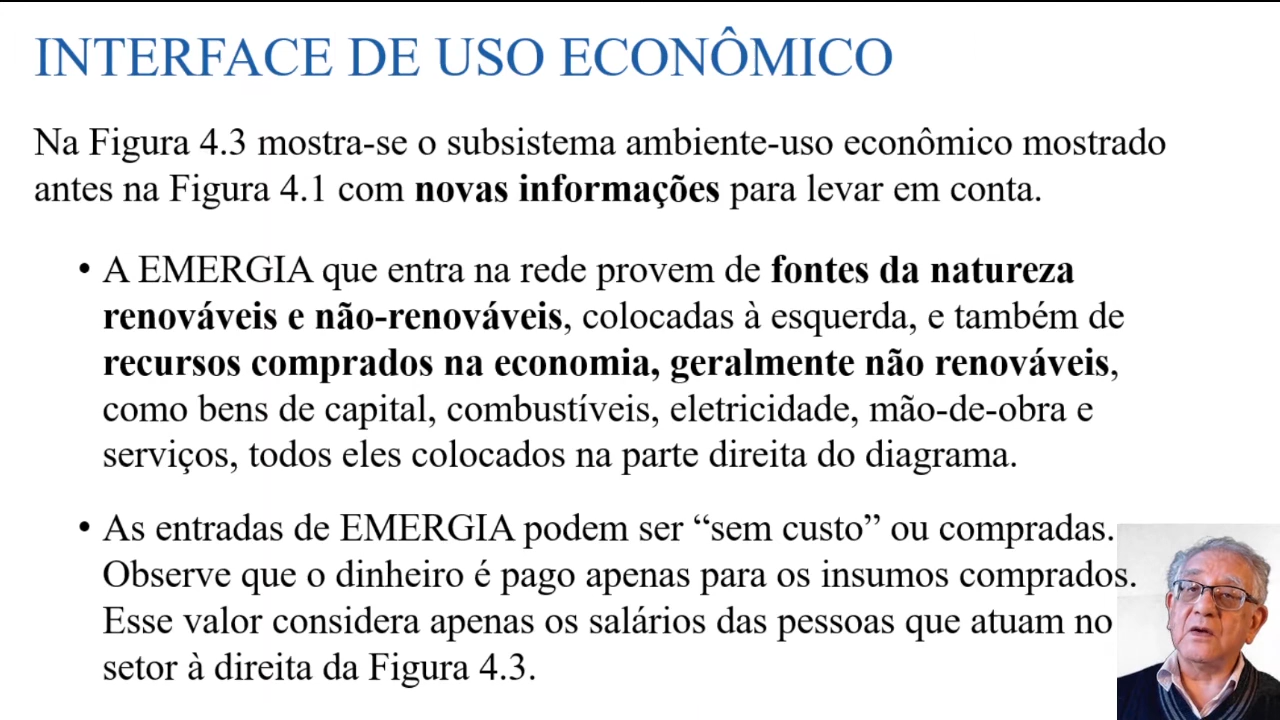 INTERFACE DE USO ECONÔMICO
Na Figura 4.3 mostra-se o subsistema ambiente-uso econômico mostrado
antes na Figura 4.1 com novas informações para levar em conta.
• A EMERGIA que entra na rede provem de fontes da natureza
renováveis e não-renováveis, colocadas à esquerda, e também de
recursos comprados na economia, geralmente não renováveis,
como bens de capital, combustíveis, eletricidade, mão-de-obra e
serviços, todos eles colocados na parte direita do diagrama.
• As entradas de EMERGIA podem ser “sem custo” ou compradas.
Observe que o dinheiro é pago apenas para os insumos comprados.
Esse valor considera apenas os salários das pessoas que atuam no
setor à direita da Figura 4.3.